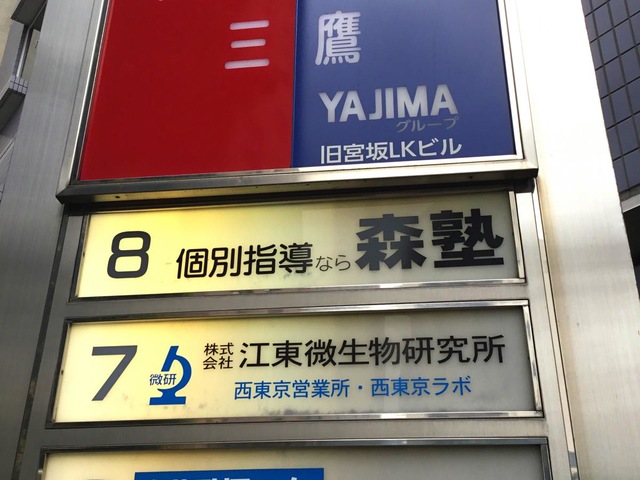 三鷹
YAJIMA
グループ
旧宮坂LKビル
8 個別指導なら 森塾
7 微研 株式会社 江東微生物研究所
西東京営業所・西東京ラボ